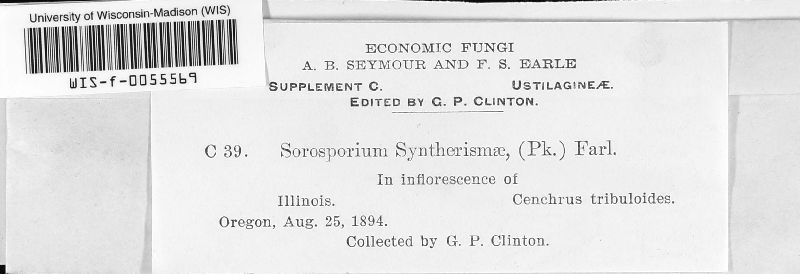 University of Wisconsin-Madison (WIS)
WIS-f-0055569
ECONOMIC FUNGI
A. B. SEYMOUR AND F. S. EARLE
SUPPLEMENT C. USTILAGINEÆ.
EDITED BY G. P. CLINTON.
C 39. Sorosporium Syntherismæ, (Pk.) Farl.
In inflorescence of
Illinois. Cenchrus tribuloides.
Oregon, Aug. 25, 1894.
Collected by G. P. Clinton.